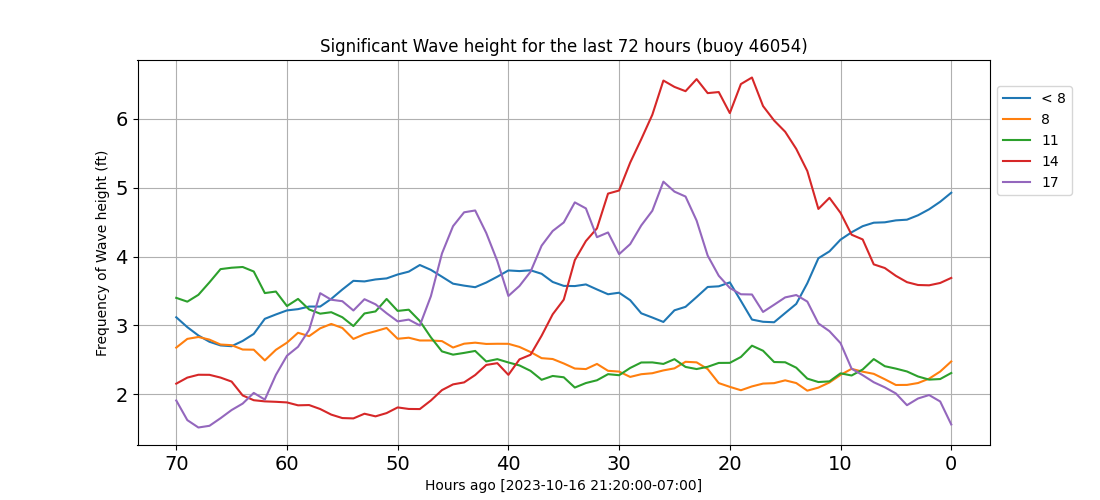 Significant Wave height for the last 72 hours (buoy 46054)
Frequency of Wave height (ft)
6
5
4
3
2
70 60 50 40 30 20 10 0
Hours ago [2023-10-16 21:20:00-07:00]
< 8
8
11
14
17